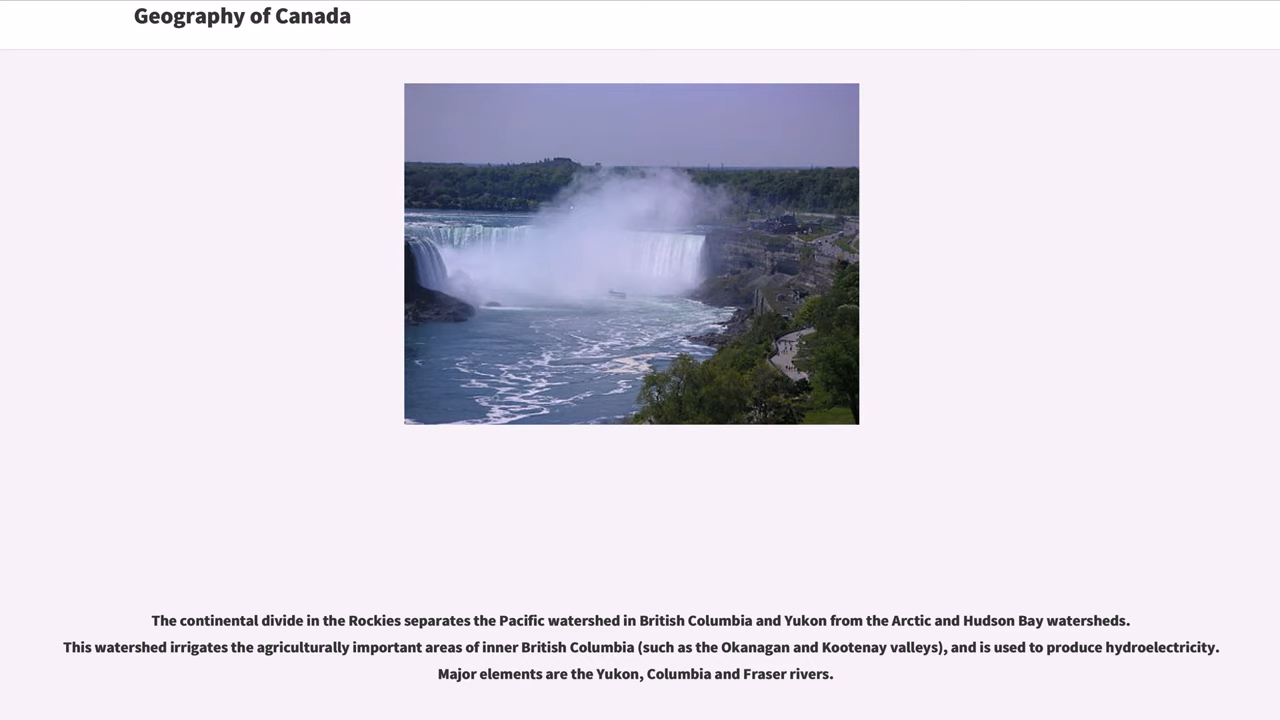 Geography of Canada
The continental divide in the Rockies separates the Pacific watershed in British Columbia and Yukon from the Arctic and Hudson Bay watersheds.
This watershed irrigates the agriculturally important areas of inner British Columbia (such as the Okanagan and Kootenay valleys), and is used to produce hydroelectricity.
Major elements are the Yukon, Columbia and Fraser rivers.